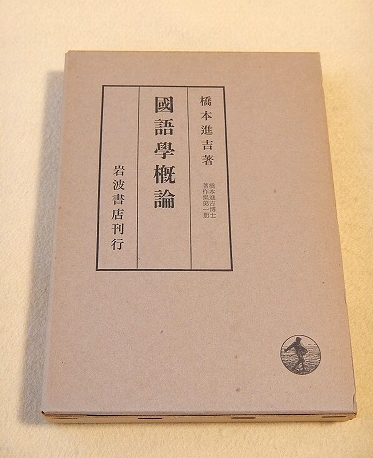 橋本進吉著
橋本進吉博士
著作集第一冊
國語學概論
岩波書店刊行